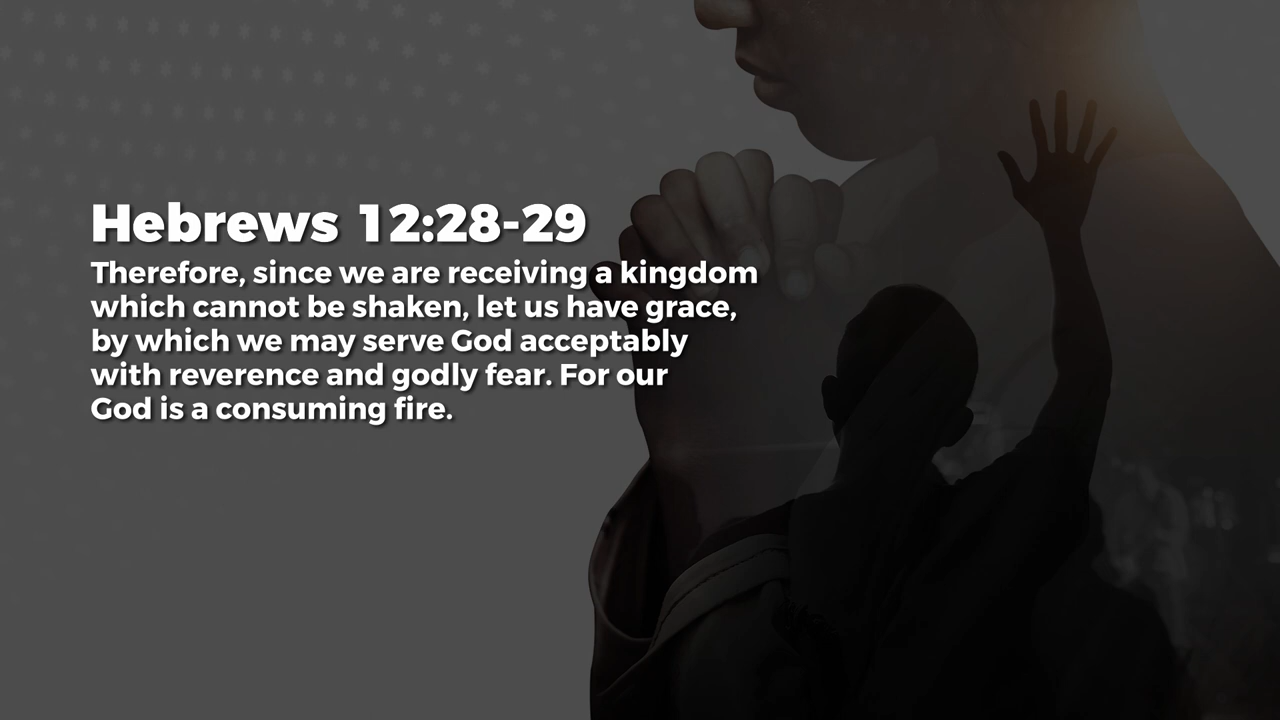 Hebrews 12:28-29
Therefore, since we are receiving a kingdom
which cannot be shaken, let us have grace,
by which we may serve God acceptably
with reverence and godly fear. For our
God is a consuming fire.